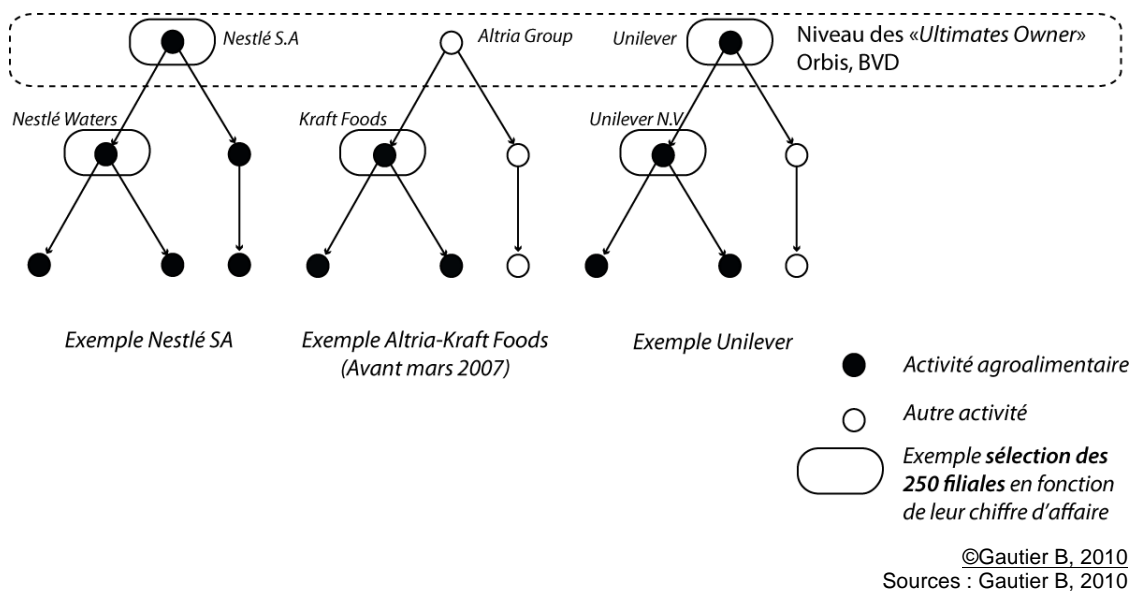 Nestlé S.A
Altria Group
Unilever
Niveau des «Ultimates Owner»
Orbis, BVD
Nestlé Waters
Kraft Foods
Unilever N.V
Exemple Nestlé SA
Exemple Altria-Kraft Foods
(Avant mars 2007)
Exemple Unilever
Activité agroalimentaire
Autre activité
Exemple sélection des
250 filiales en fonction
de leur chiffre d'affaire
©Gautier B, 2010
Sources : Gautier B, 2010